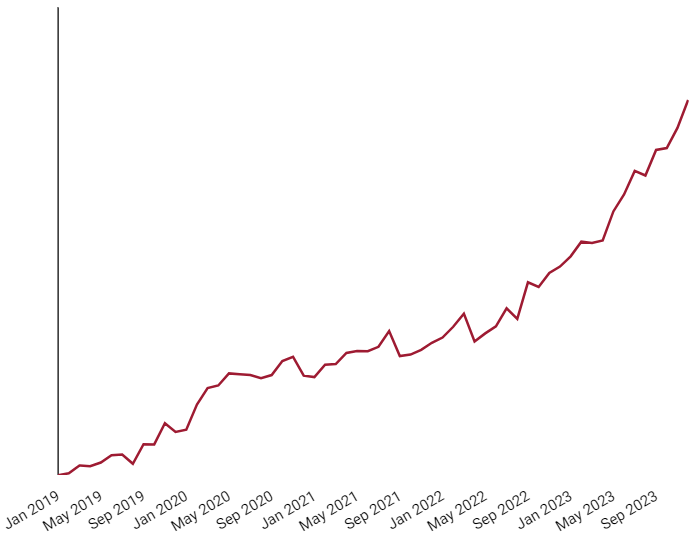 Jan 2019
May 2019
Sep 2019
Jan 2020
May 2020
Sep 2020
Jan 2021
May 2021
Sep 2021
Jan 2022
May 2022
Sep 2022
Jan 2023
May 2023
Sep 2023